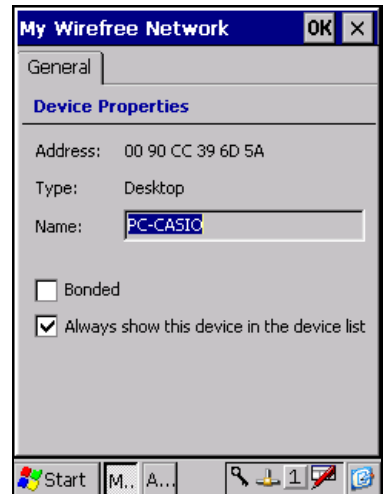 My Wirefree Network OK ×
General
Device Properties
Address: 00 90 CC 39 6D 5A
Type: Desktop
Name: PC-CASIO
Bonded
Always show this device in the device list
Start M.. A... 1